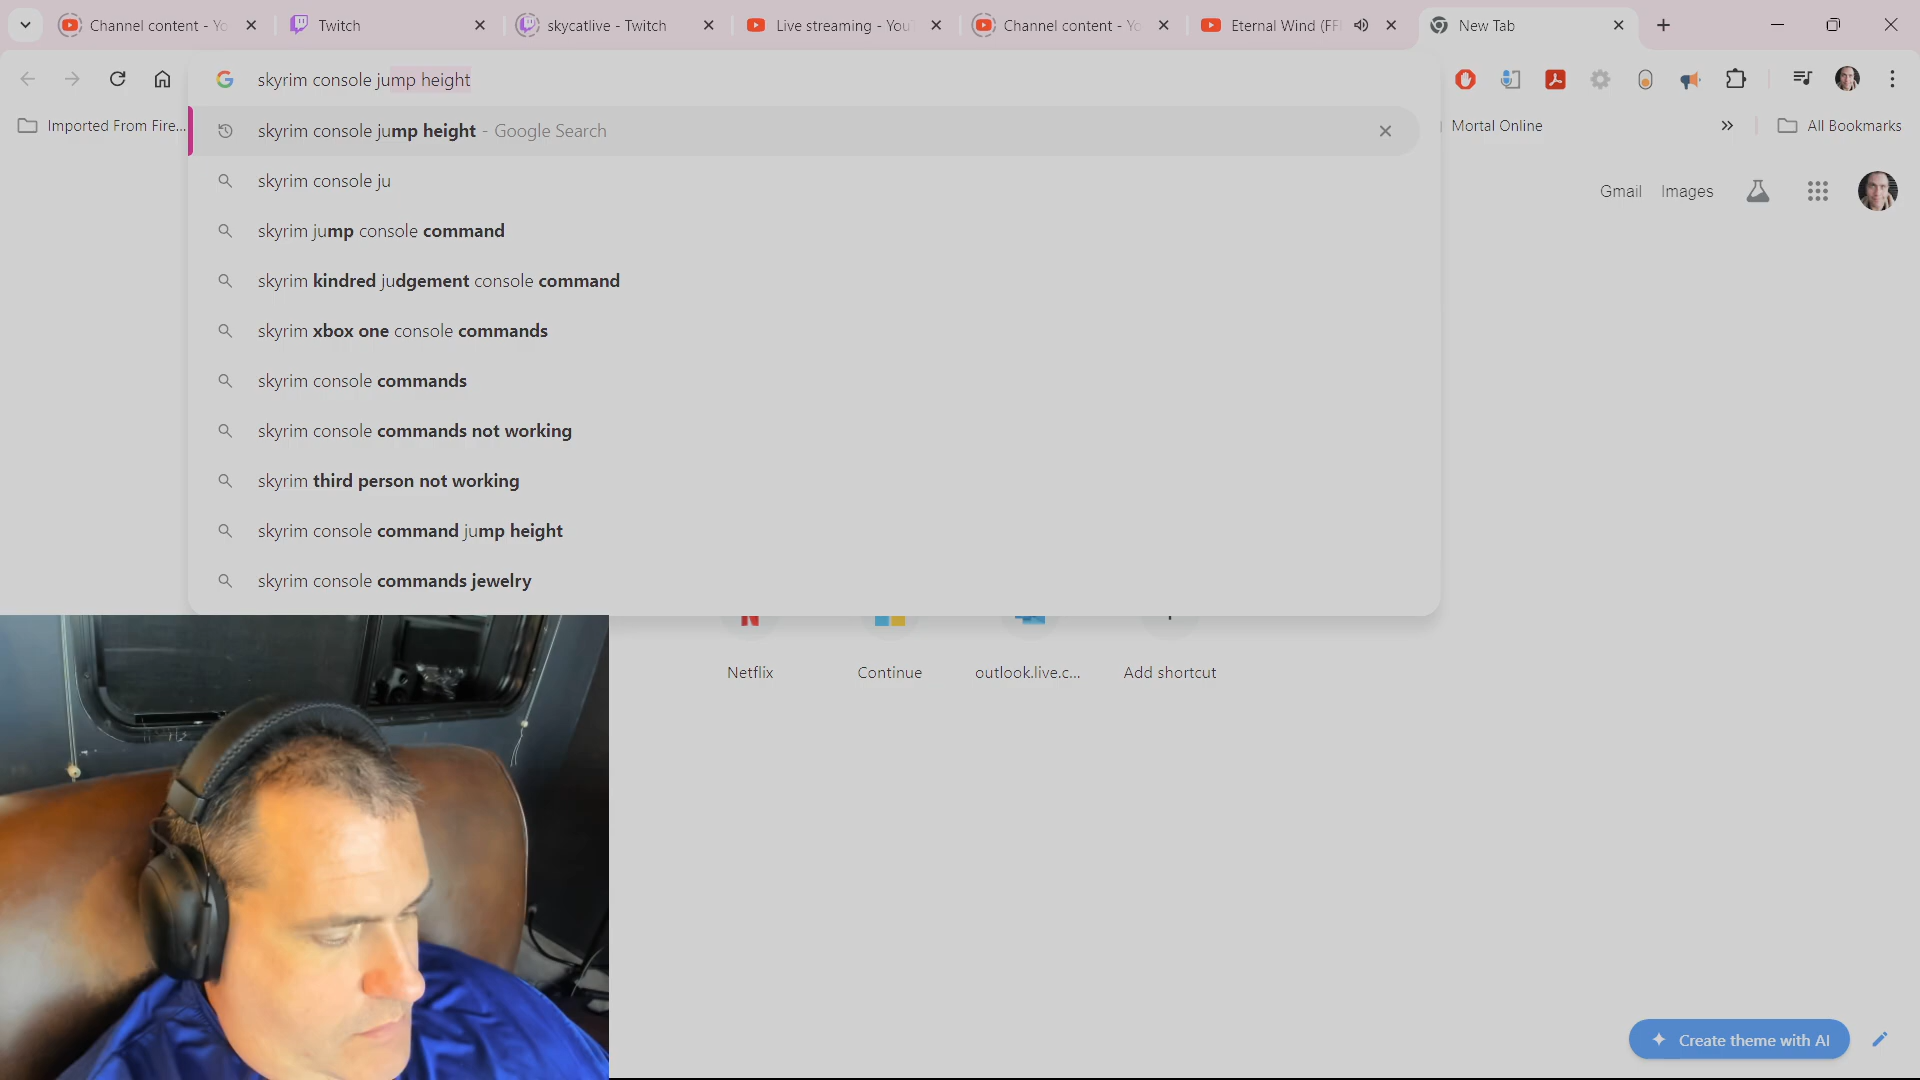 Channel content - Yo
Twitch
skycatlive - Twitch
Live streaming - You
Channel content - Yo
Eternal Wind (FF
New Tab
skyrim console jump height
Imported From Fire...
Mortal Online
All Bookmarks
skyrim console jump height - Google Search
skyrim console ju
Gmail
Images
skyrim jump console command
skyrim kindred judgement console command
skyrim xbox one console commands
skyrim console commands
skyrim console commands not working
skyrim third person not working
skyrim console command jump height
skyrim console commands jewelry
Netflix
Continue
outlook.live.c...
Add shortcut
Create theme with AI